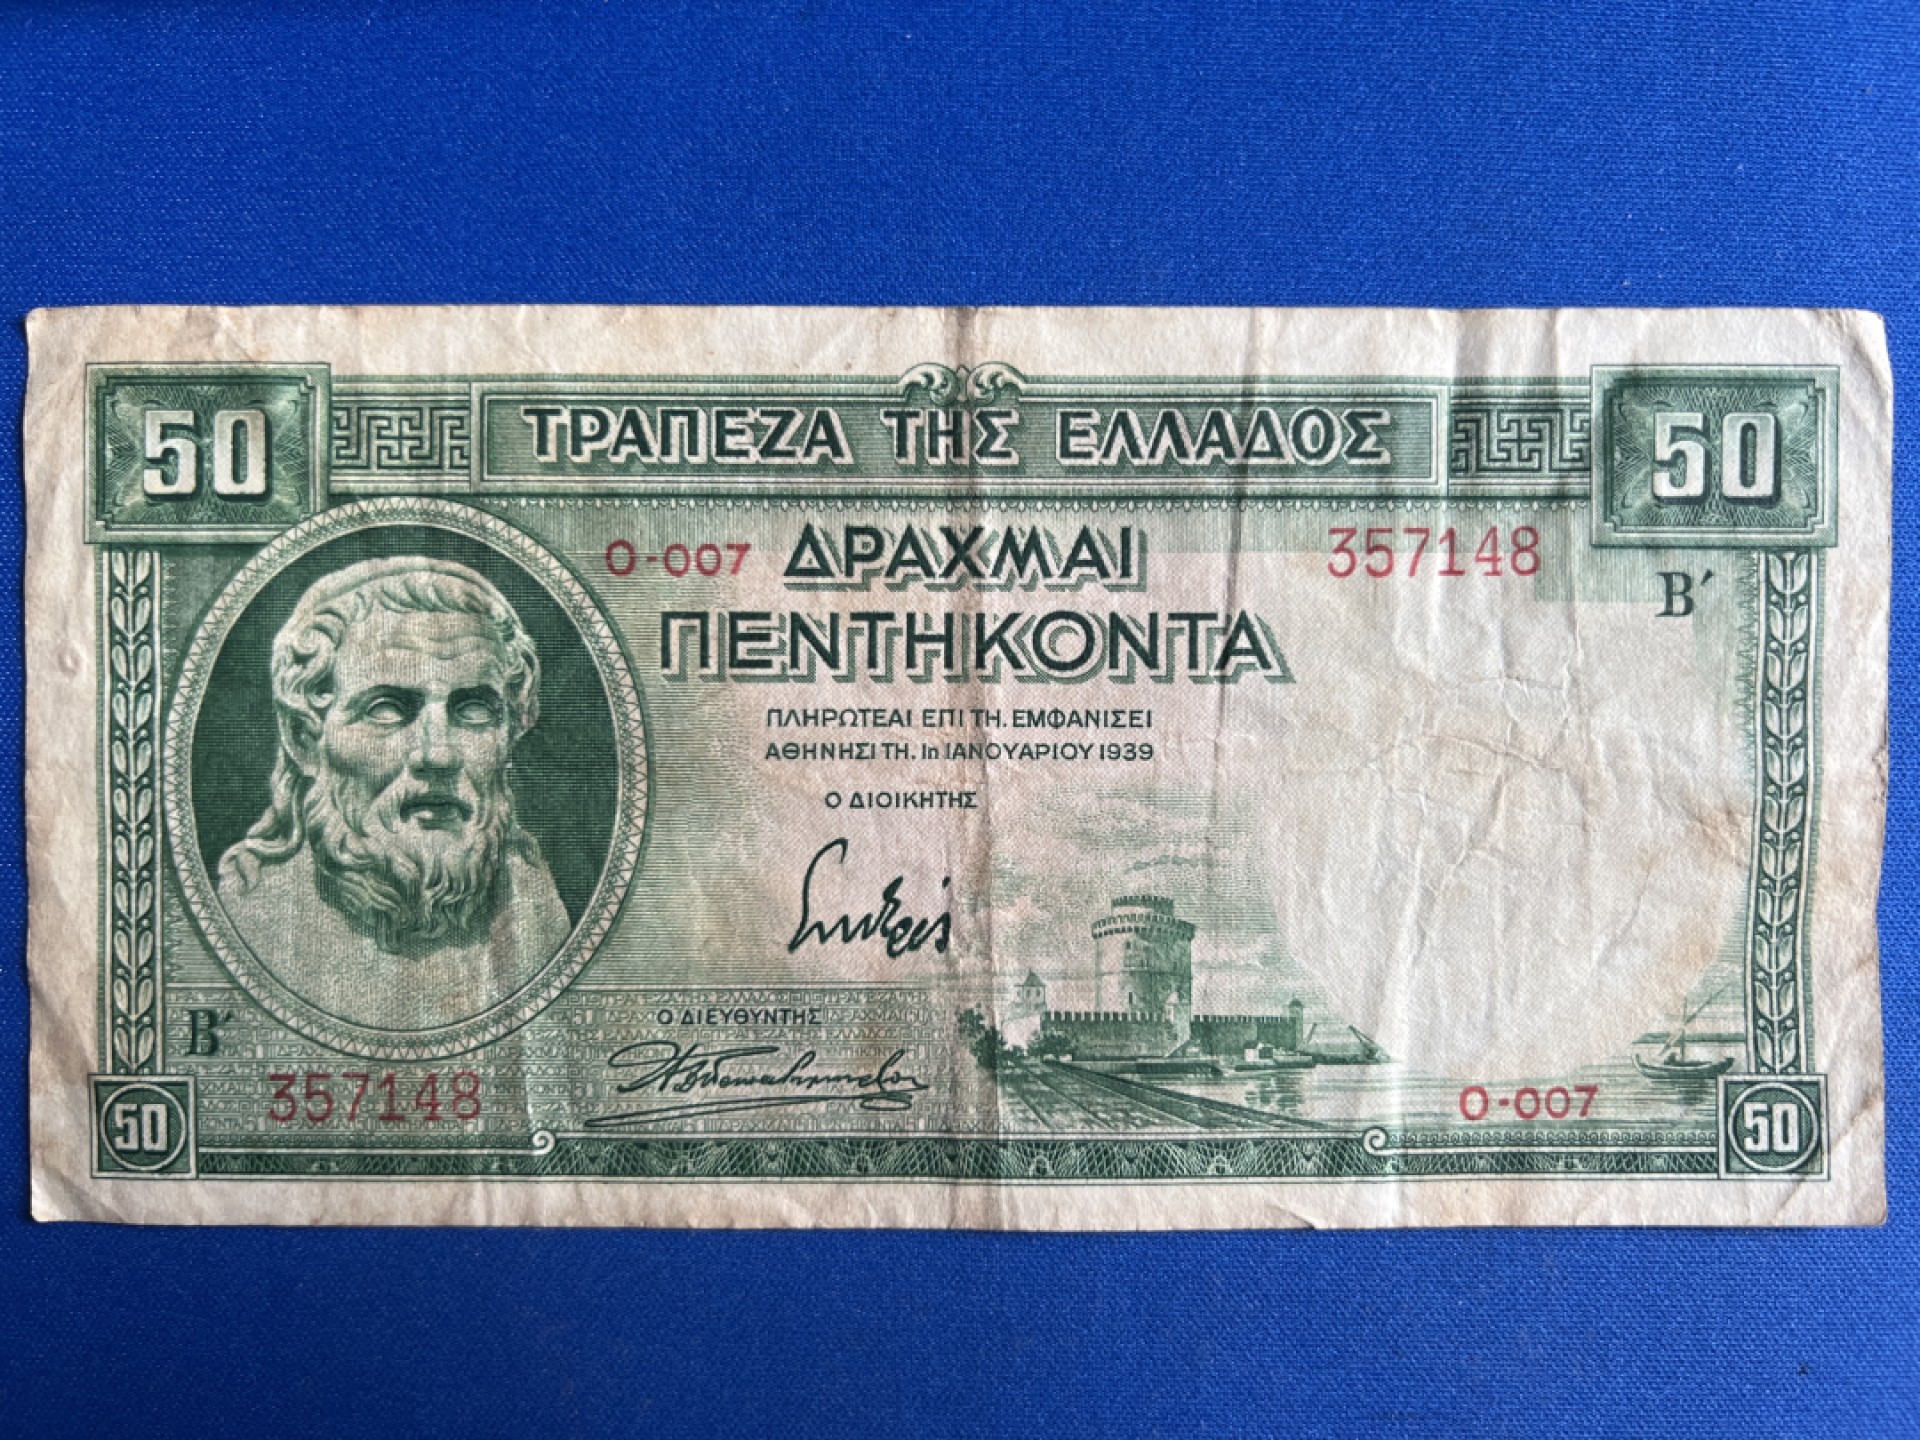 50 ΤΡΑΠΕΖΑ ΤΗΣ ΕΛΛΑΔΟΣ 50
O-007 ΔΡΑΧΜΑΙ 357148
ΠΕΝΤΗΚΟΝΤΑ Β′
ΠΛΗΡΩΤΕΑΙ ΕΠΙ ΤΗ. ΕΜΦΑΝΙΣΕΙ
ΑΘΗΝΗΣΙ ΤΗ. 1η ΙΑΝΟΥΑΡΙΟΥ 1939
Ο ΔΙΟΙΚΗΤΗΣ
Β′ Ο ΔΙΕΥΘΥΝΤΗΣ
357148 O-007
50 50